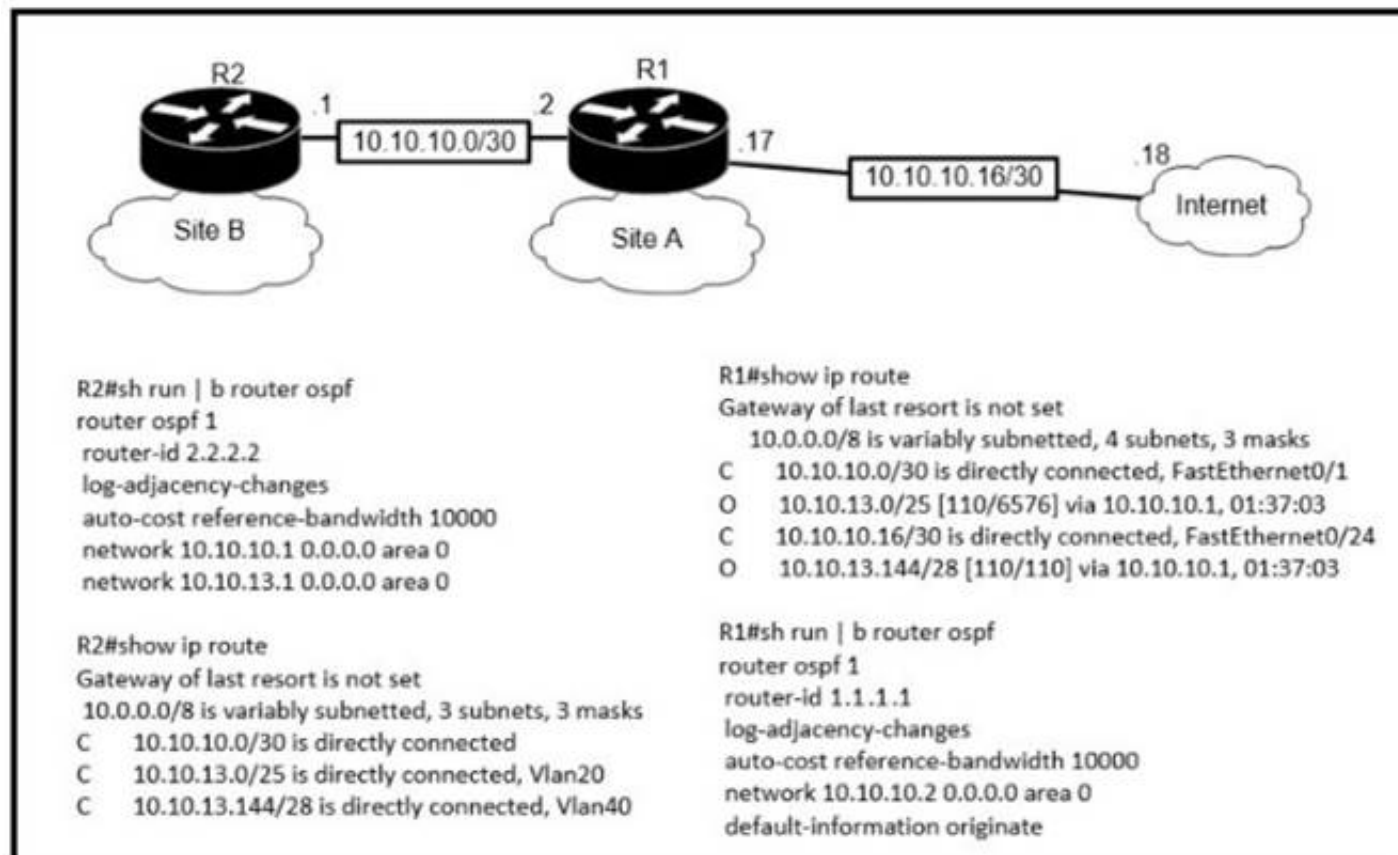 R2
R1
.1
10.10.10.0/30
.2
.17
10.10.10.16/30
.18
Internet
Site B
Site A
R2#sh run | b router ospf
router ospf 1
router-id 2.2.2.2
log-adjacency-changes
auto-cost reference-bandwidth 10000
network 10.10.10.1 0.0.0.0 area 0
network 10.10.13.1 0.0.0.0 area 0
R2#show ip route
Gateway of last resort is not set
10.0.0.0/8 is variably subnetted, 3 subnets, 3 masks
C 10.10.10.0/30 is directly connected
C 10.10.13.0/25 is directly connected, Vlan20
C 10.10.13.144/28 is directly connected, Vlan40
R1#show ip route
Gateway of last resort is not set
10.0.0.0/8 is variably subnetted, 4 subnets, 3 masks
C 10.10.10.0/30 is directly connected, FastEthernet0/1
O 10.10.13.0/25 [110/6576] via 10.10.10.1, 01:37:03
C 10.10.10.16/30 is directly connected, FastEthernet0/24
O 10.10.13.144/28 [110/110] via 10.10.10.1, 01:37:03
R1#sh run | b router ospf
router ospf 1
router-id 1.1.1.1
log-adjacency-changes
auto-cost reference-bandwidth 10000
network 10.10.10.2 0.0.0.0 area 0
default-information originate